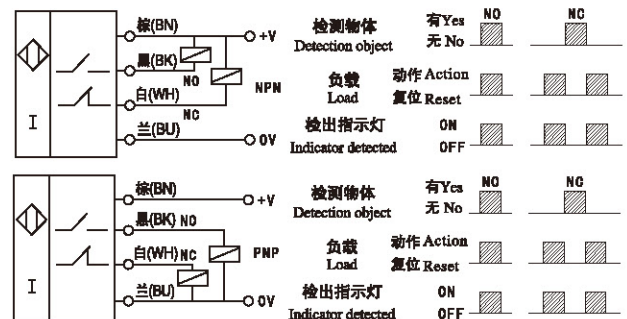 棕(BN)
+V
黑(BK)
NO
NPN
白(WH)
NC
I
兰(BU)
0V
检测物体
Detection object
有Yes
无 No
NO
NC
负载
Load
动作 Action
复位 Reset
检出指示灯
Indicator detected
ON
OFF
棕(BN)
+V
黑(BK) NO
白(WH) NC
PNP
I
兰(BU)
0V
检测物体
Detection object
有Yes
无 No
NO
NC
负载
Load
动作 Action
复位 Reset
检出指示灯
Indicator detected
ON
OFF